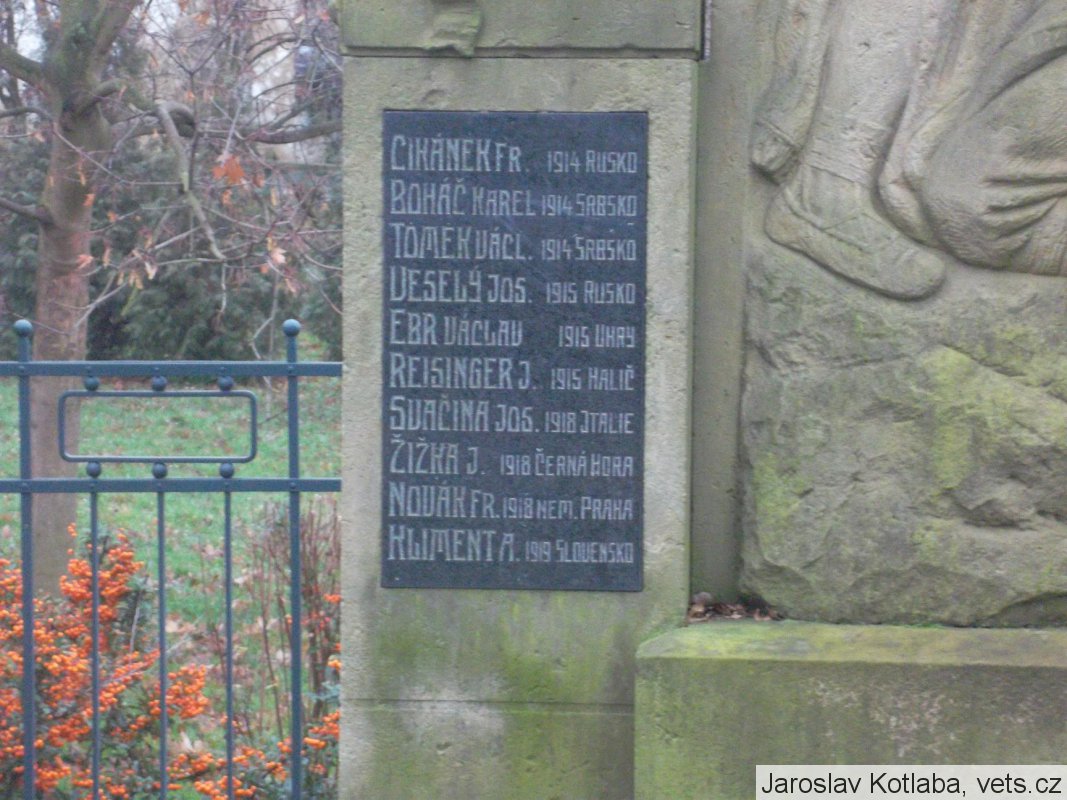 CIHÁNEK FR. 1914 RUSKO
BOHÁČ KAREL 1914 SRBSKO
TOMEK VÁCL. 1914 SRBSKO
VESELÝ JOS. 1915 RUSKO
EBR VÁCLAV 1915 UHRY
REISINGER J. 1915 HALIČ
SVAČINA JOS. 1918 JTALIE
ŽIŽKA J. 1918 ČERNÁ HORA
NOVÁK FR. 1918 NEM. PRAHA
KLIMENT A. 1919 SLOVENSKO
Jaroslav Kotlaba, vets.cz